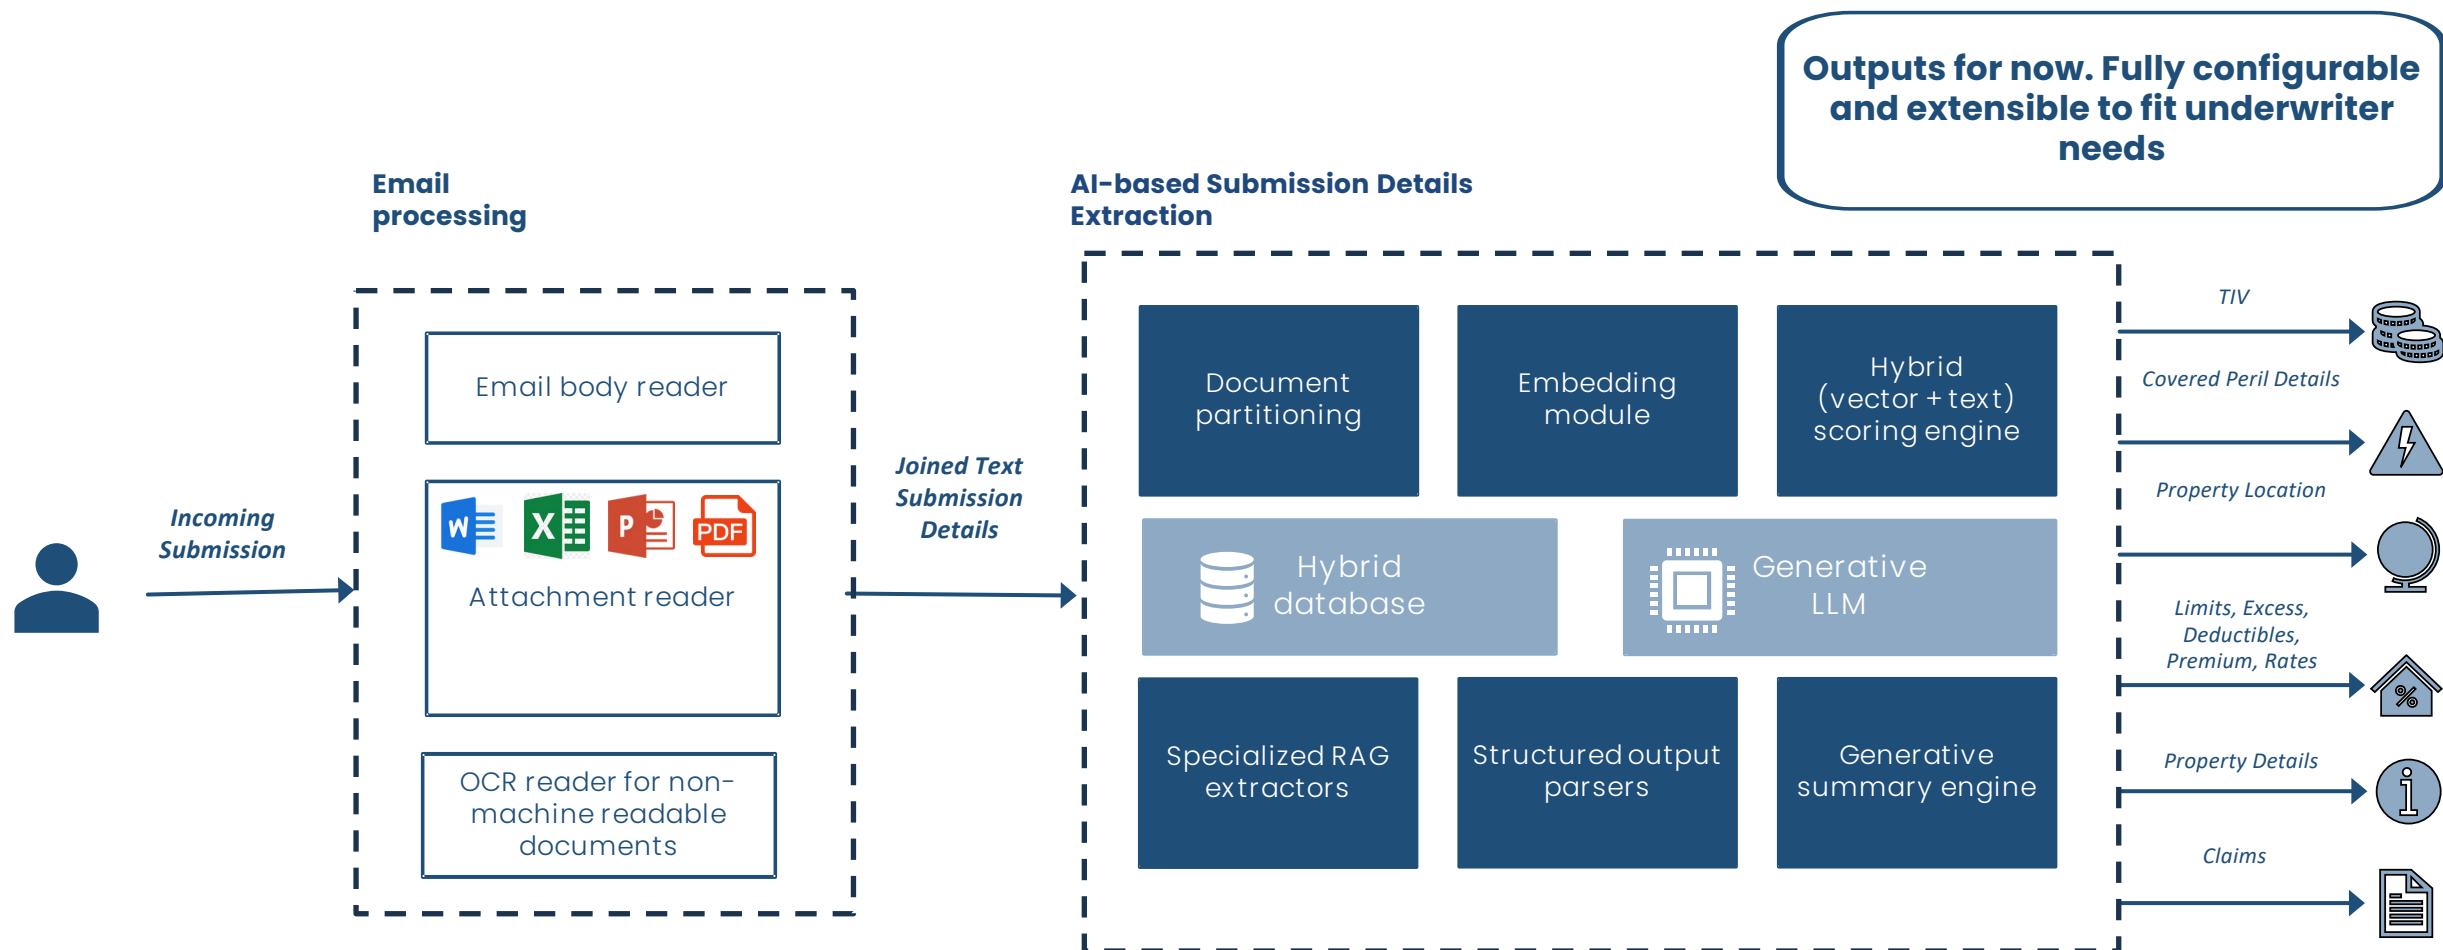 Outputs for now. Fully configurable
and extensible to fit underwriter
needs
Email
processing
AI-based Submission Details
Extraction
Incoming
Submission
Email body reader
W
X
P
PDF
Attachment reader
OCR reader for non-
machine readable
documents
Joined Text
Submission
Details
Document
partitioning
Embedding
module
Hybrid
(vector + text)
scoring engine
Hybrid
database
Generative
LLM
Specialized RAG
extractors
Structured output
parsers
Generative
summary engine
TIV
Covered Peril Details
Property Location
Limits, Excess,
Deductibles,
Premium, Rates
%
Property Details
i
Claims